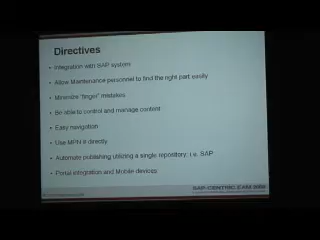 Directives
• Integration with SAP system
• Allow Maintenance personnel to find the right part easily
• Minimize "finger" mistakes
• Be able to control and manage content
• Easy navigation
• Use MPN # directly
• Automate publishing utilizing a single repository: i.e. SAP
• Portal integration and Mobile devices
SAP-CENTRIC EAM